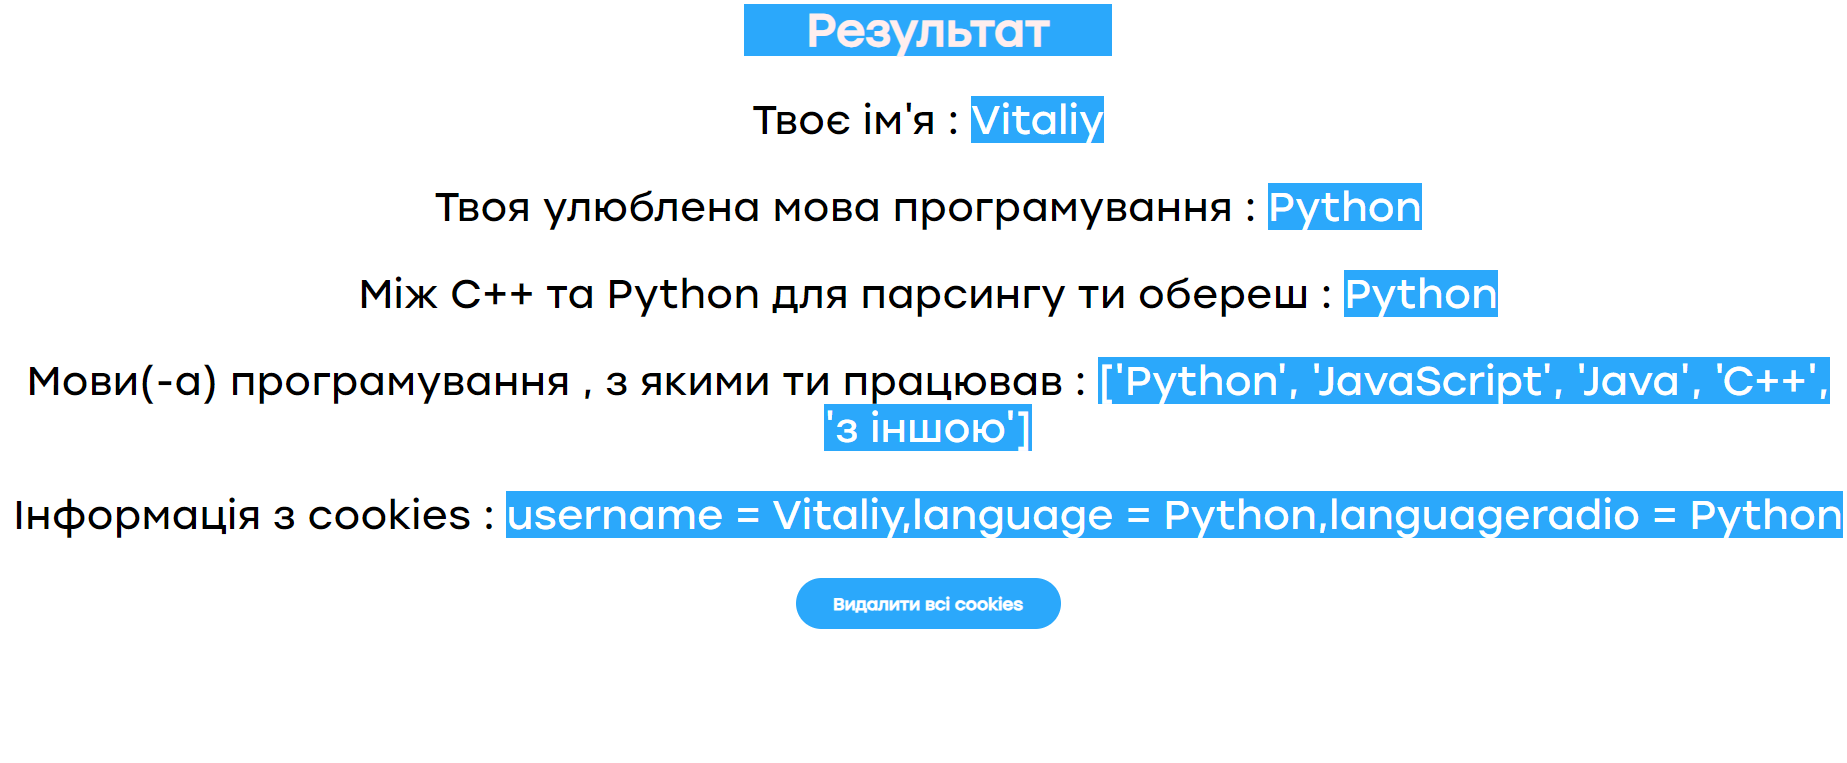 Результат
Твоє ім'я : Vitaliy
Твоя улюблена мова програмування : Python
Між C++ та Python для парсингу ти обереш : Python
Мови(-а) програмування , з якими ти працював : ['Python', 'JavaScript', 'Java', 'C++',
'з іншою']
Інформація з cookies : username = Vitaliy,language = Python,languageradio = Python
Видалити всі cookies